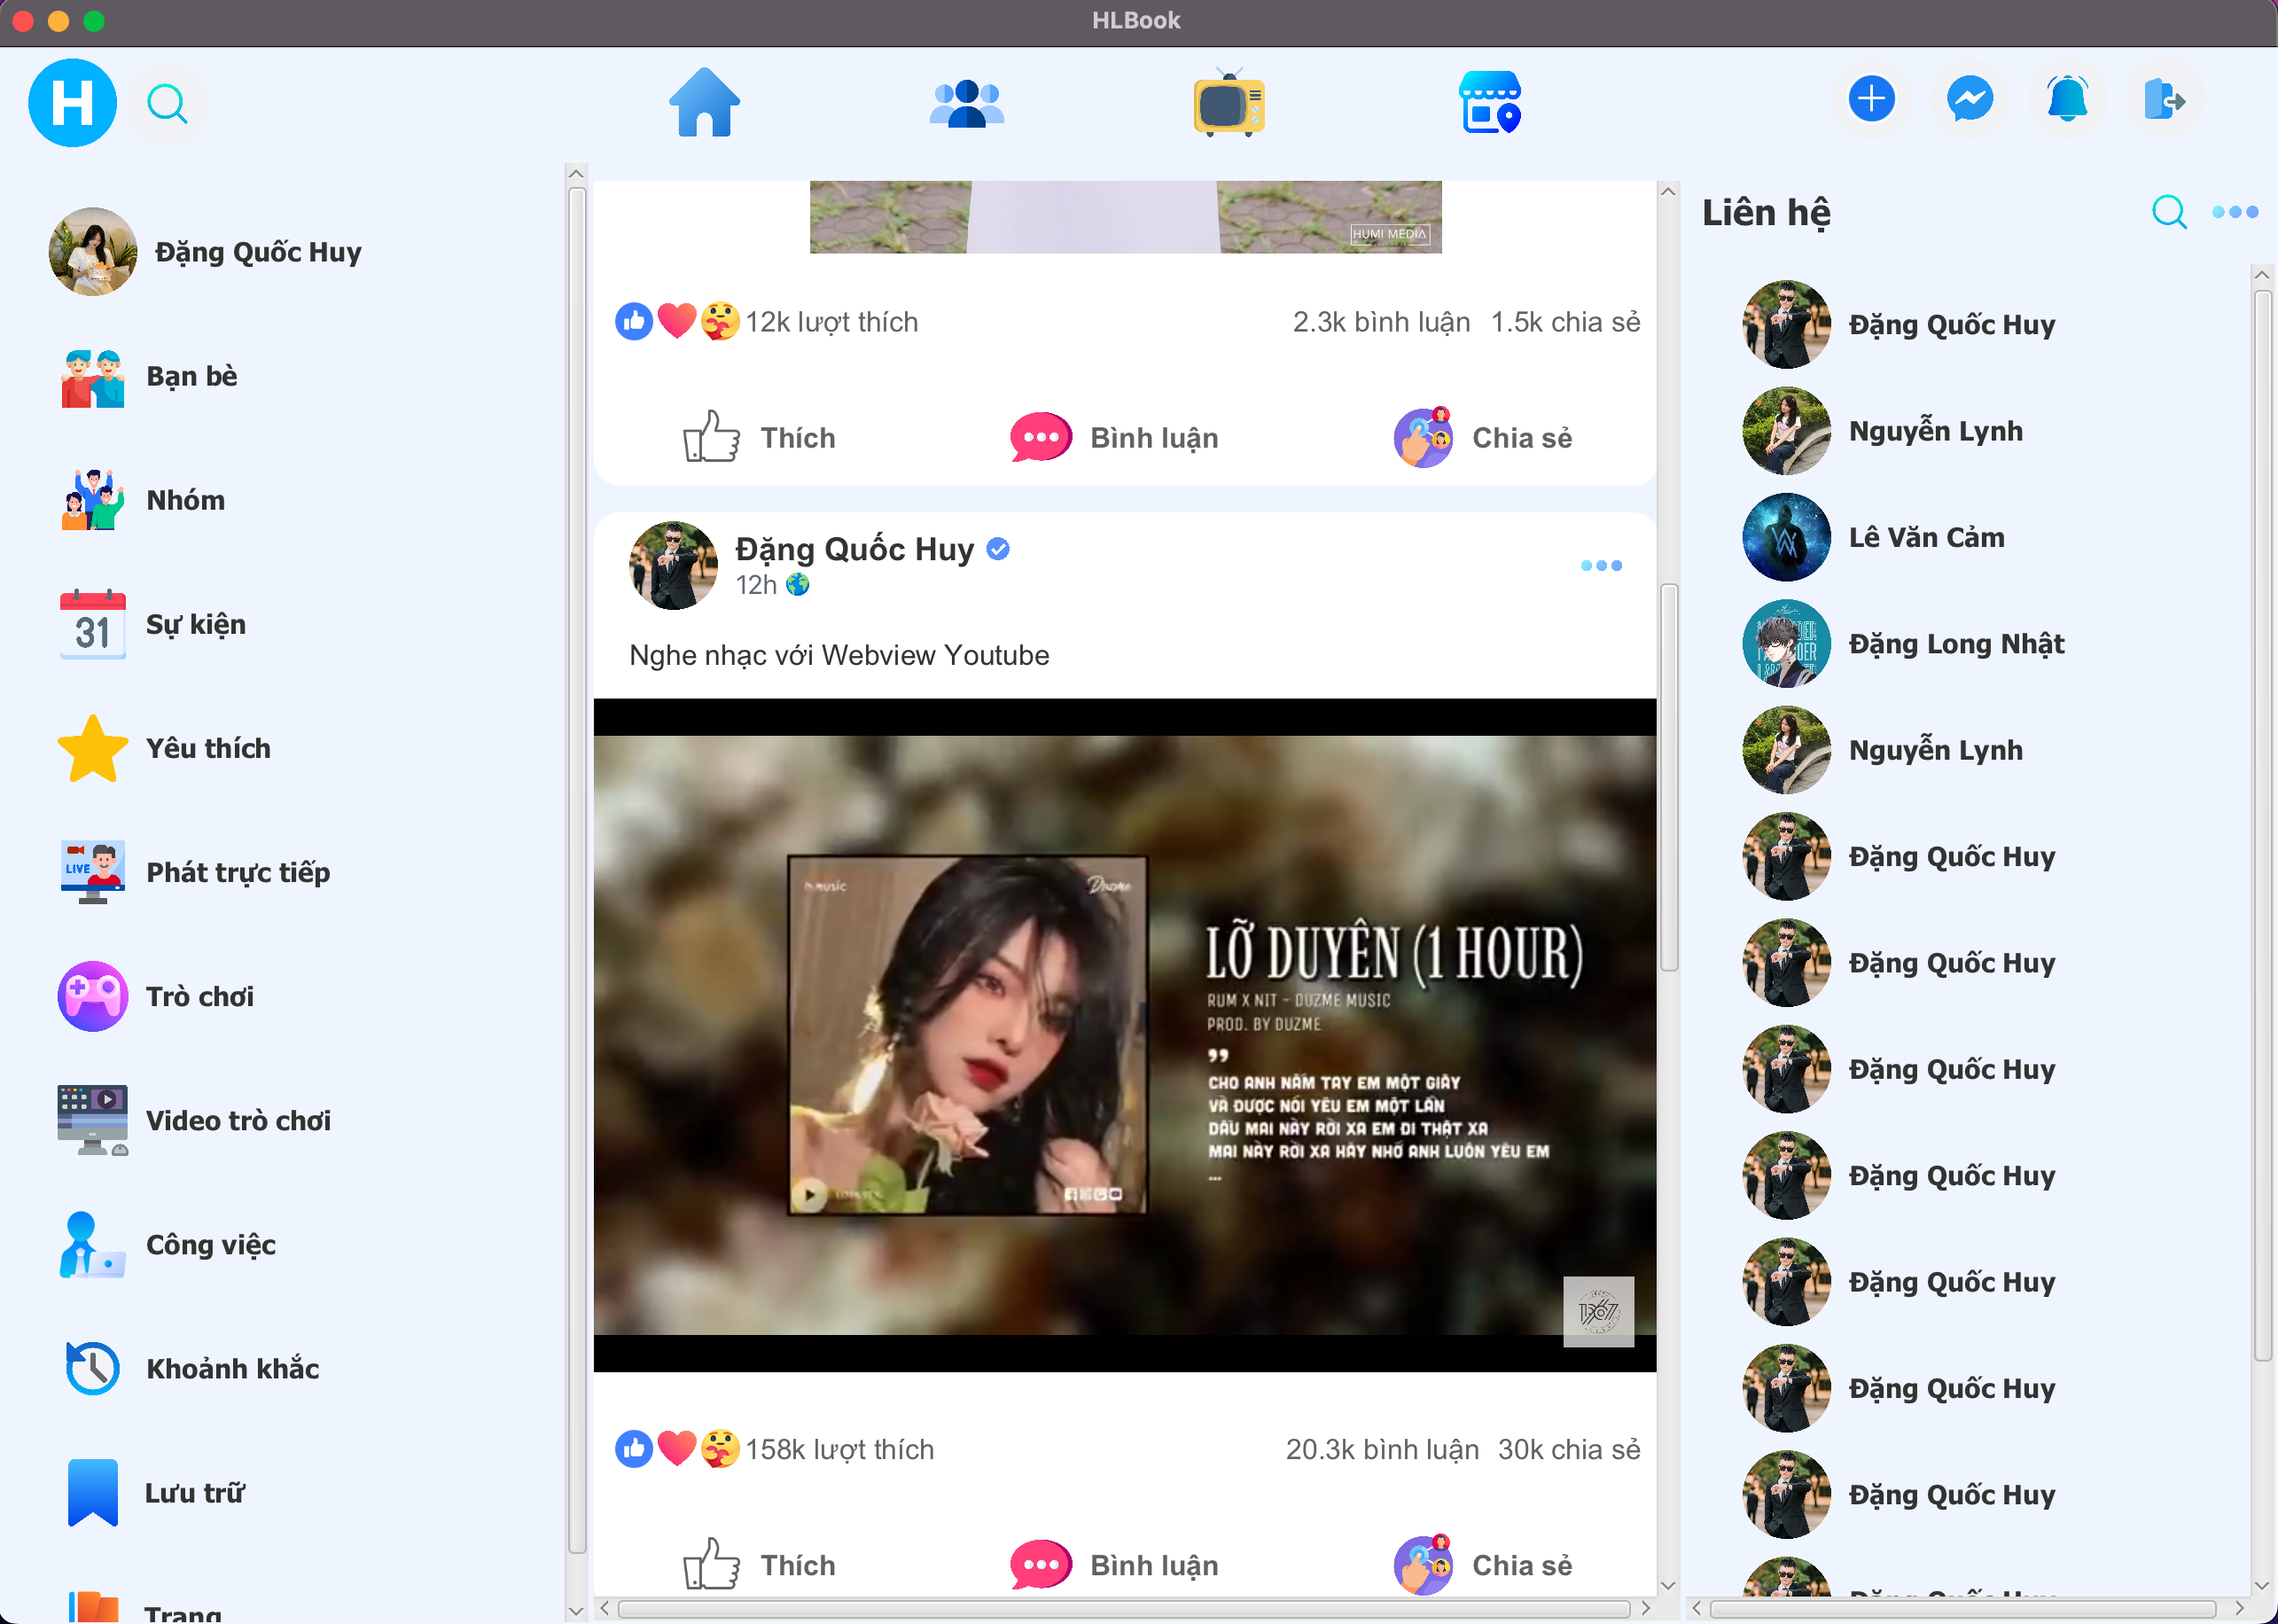 HLBook
H
Đặng Quốc Huy
Bạn bè
Nhóm
31
Sự kiện
Yêu thích
LIVE
Phát trực tiếp
Trò chơi
Video trò chơi
Công việc
Khoảnh khắc
Lưu trữ
Trang
HUMI MEDIA
12k lượt thích 2.3k bình luận 1.5k chia sẻ
Thích Bình luận Chia sẻ
Đặng Quốc Huy
12h
Nghe nhạc với Webview Youtube
music Duzme
LỠ DUYÊN (1 HOUR)
RUM X NIT - DUZME MUSIC
PROD. BY DUZME
CHO ANH NẮM TAY EM MỘT GIÂY
VÀ ĐƯỢC NÓI YÊU EM MỘT LẦN
DẪU MAI NÀY RỜI XA EM ĐI THẬT XA
MAI NÀY RỜI XA HÃY NHỚ ANH LUÔN YÊU EM
...
158k lượt thích 20.3k bình luận 30k chia sẻ
Thích Bình luận Chia sẻ
Liên hệ
Đặng Quốc Huy
Nguyễn Lynh
Lê Văn Cảm
Đặng Long Nhật
Nguyễn Lynh
Đặng Quốc Huy
Đặng Quốc Huy
Đặng Quốc Huy
Đặng Quốc Huy
Đặng Quốc Huy
Đặng Quốc Huy
Đặng Quốc Huy